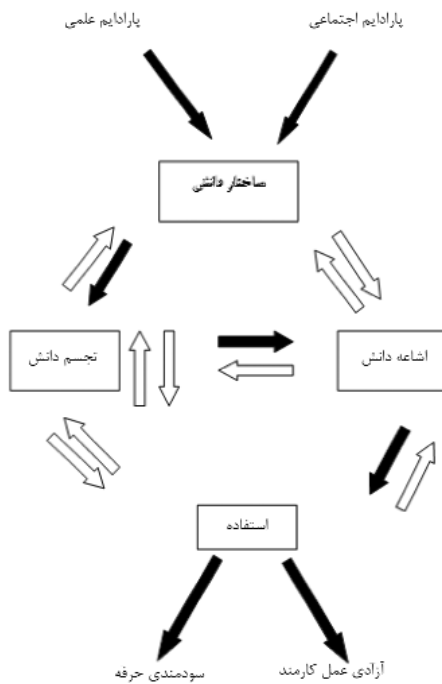 پارادایم اجتماعی
پارادایم علمی
ساختار دانش
اشاعه دانش
تجسم دانش
استفاده
آزادی عمل کارمند
سودمندی حرفه